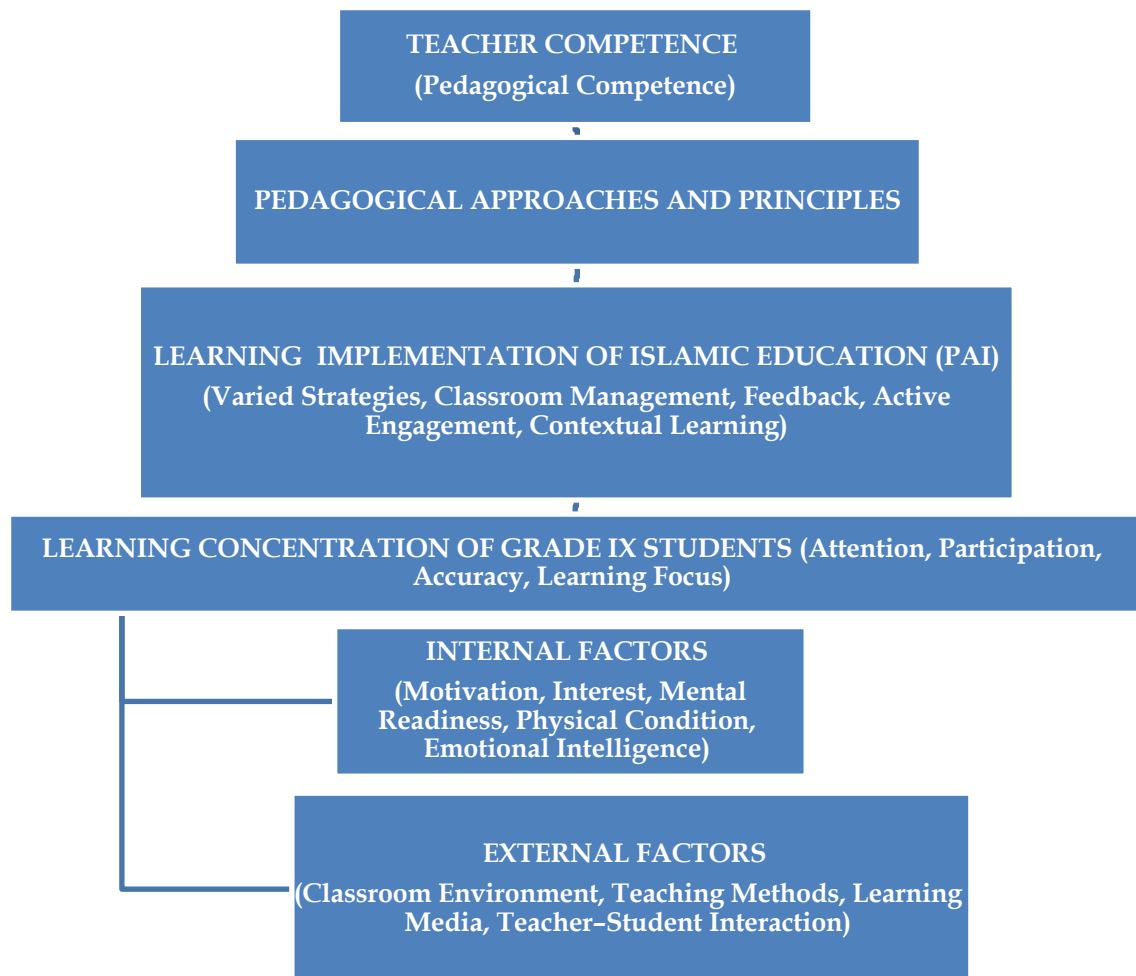 TEACHER COMPETENCE
(Pedagogical Competence)
PEDAGOGICAL APPROACHES AND PRINCIPLES
LEARNING  IMPLEMENTATION OF ISLAMIC EDUCATION (PAI)
(Varied Strategies, Classroom Management, Feedback, Active
Engagement, Contextual Learning)
LEARNING CONCENTRATION OF GRADE IX STUDENTS (Attention, Participation,
Accuracy, Learning Focus)
INTERNAL FACTORS
(Motivation, Interest, Mental
Readiness, Physical Condition,
Emotional Intelligence)
EXTERNAL FACTORS
(Classroom Environment, Teaching Methods, Learning
Media, Teacher–Student Interaction)